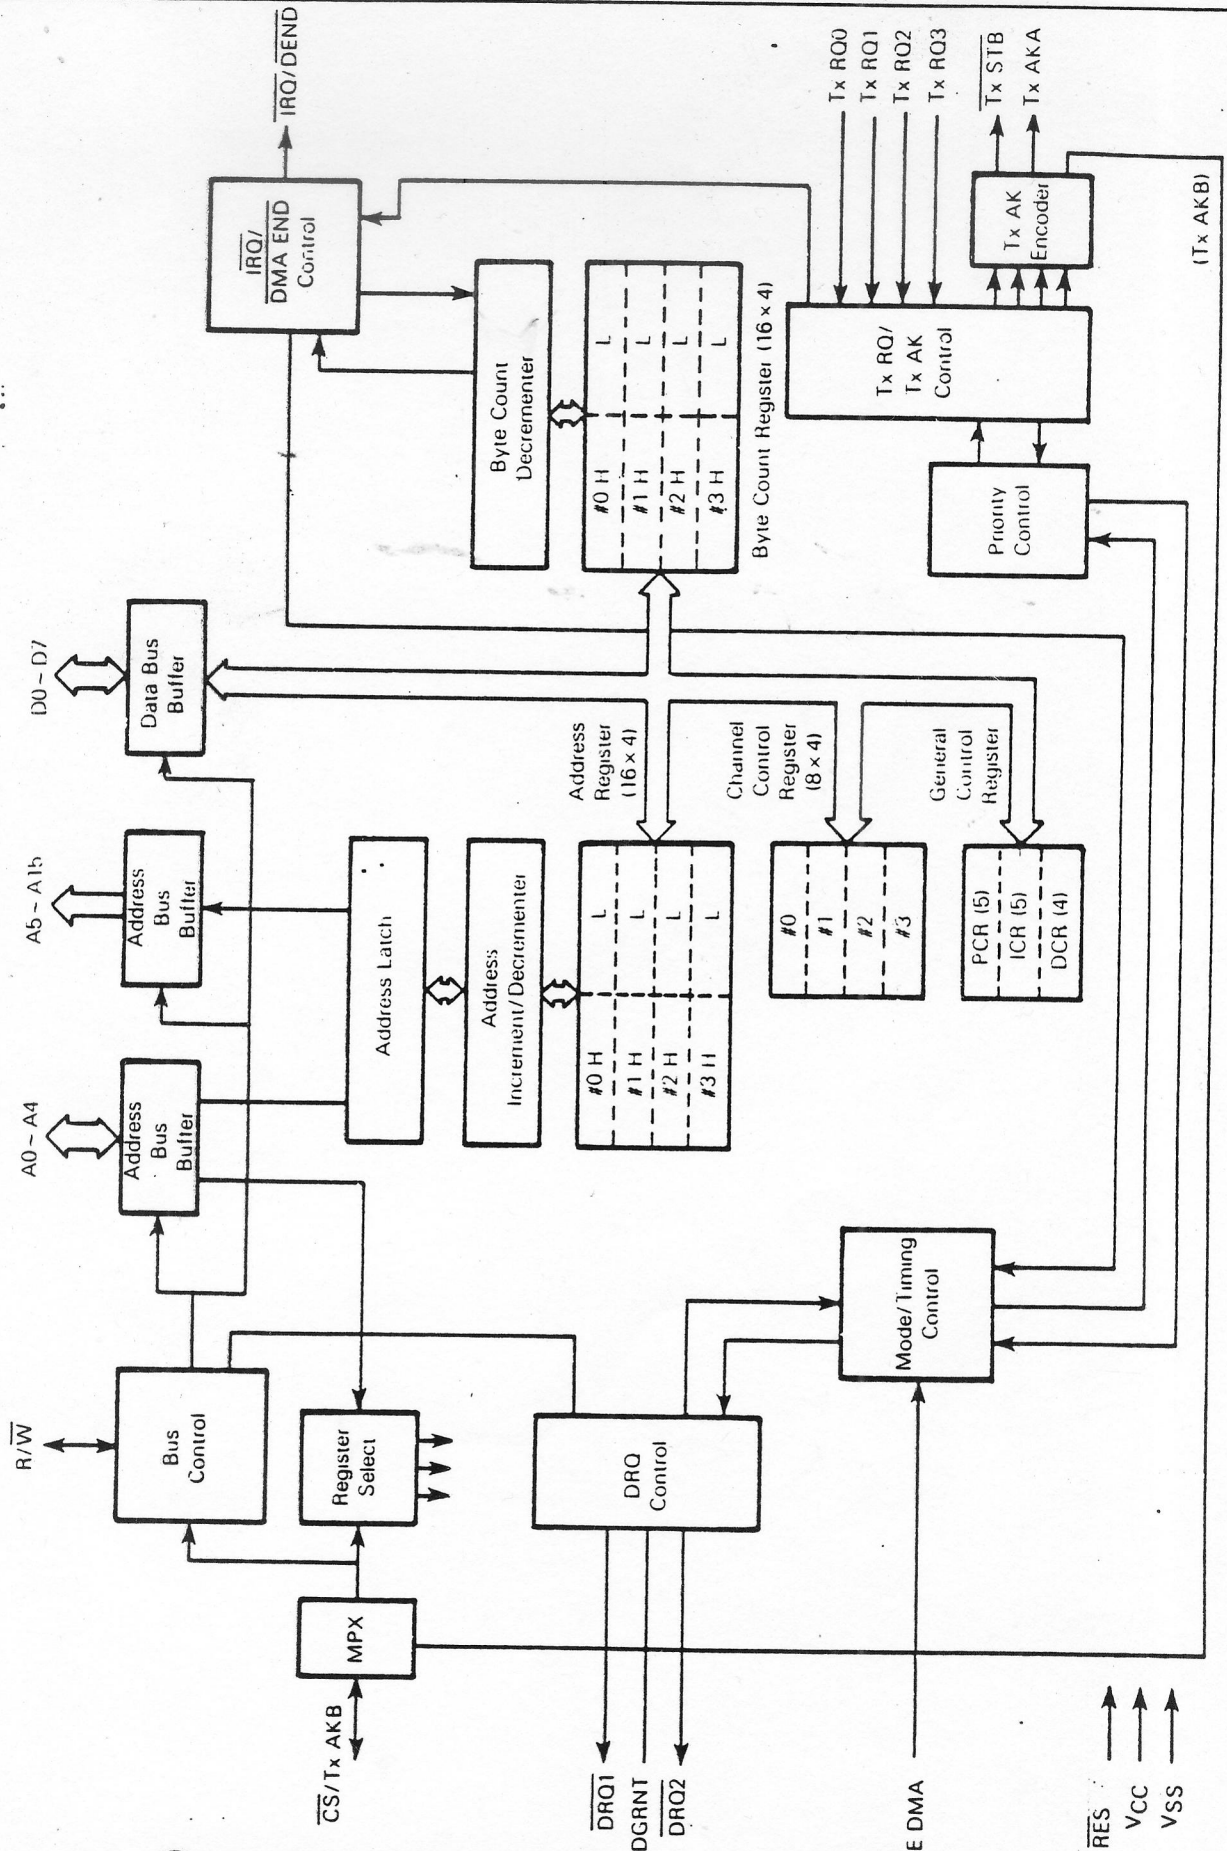 R/W
A0~A4
A5~A15
D0~D7
IRQ/DEND
Bus
Control
Address
Bus
Buffer
Address
Bus
Buffer
Data Bus
Buffer
IRQ/
DMA END
Control
CS/Tx AKB
MPX
Register
Select
Address Latch
Address
Increment/Decrementer
Byte Count
Decrementer
#0 H L
#1 H L
#2 H L
#3 H L
Address
Register
(16 x 4)
#0 H L
#1 H L
#2 H L
#3 H L
Byte Count Register (16 x 4)
DRQ1
DGRNT
DRQ2
DRQ
Control
#0
#1
#2
#3
Channel
Control
Register
(8 x 4)
Tx RQ0
Tx RQ1
Tx RQ2
Tx RQ3
Tx RQ/
Tx AK
Control
Tx STB
Tx AKA
Tx AK
Encoder
E DMA
Mode/Timing
Control
PCR (5)
ICR (5)
DCR (4)
General
Control
Register
Priority
Control
RES
VCC
VSS
(Tx AKB)